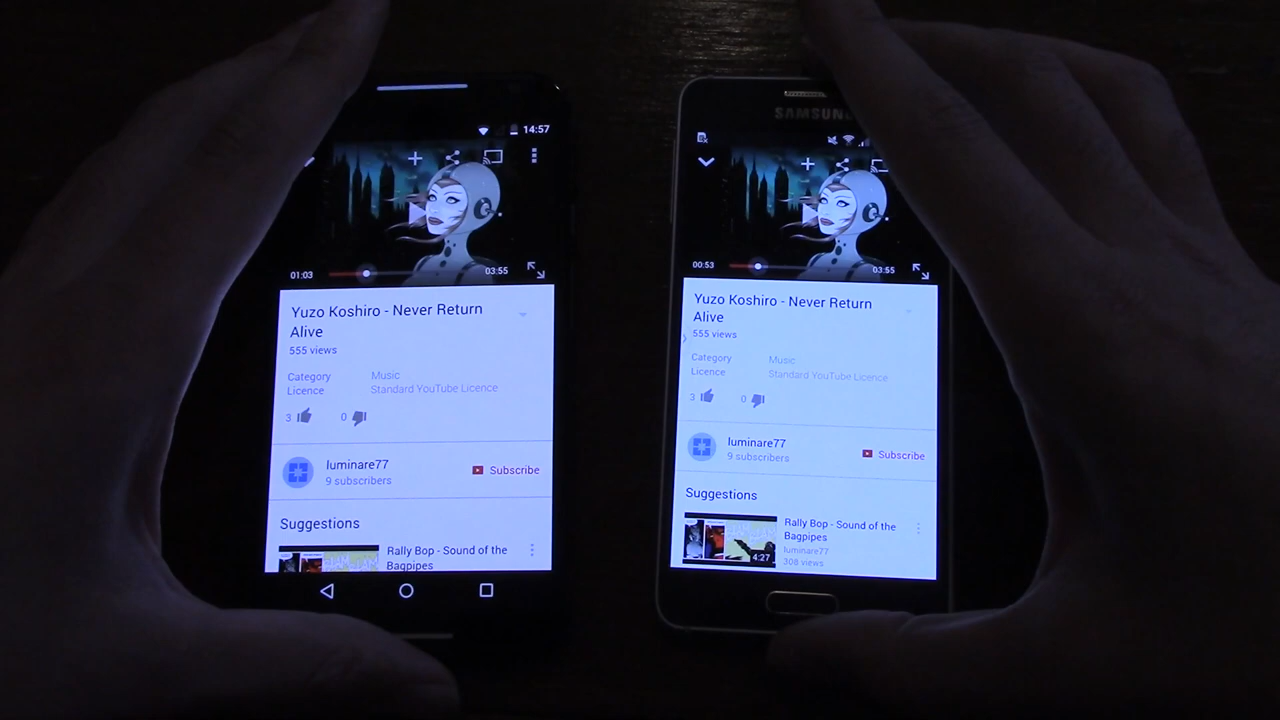 14:57
01:03
03:55
Yuzo Koshiro - Never Return
Alive
555 views
Category
Music
Licence
Standard YouTube Licence
3
0
luminare77
9 subscribers
Subscribe
Suggestions
Rally Bop - Sound of the
Bagpipes
SAMSUNG
00:53
03:55
Yuzo Koshiro - Never Return
Alive
555 views
Category
Music
Licence
Standard YouTube Licence
3
0
luminare77
9 subscribers
Subscribe
Suggestions
4:27
Rally Bop - Sound of the
Bagpipes
luminare77
308 views